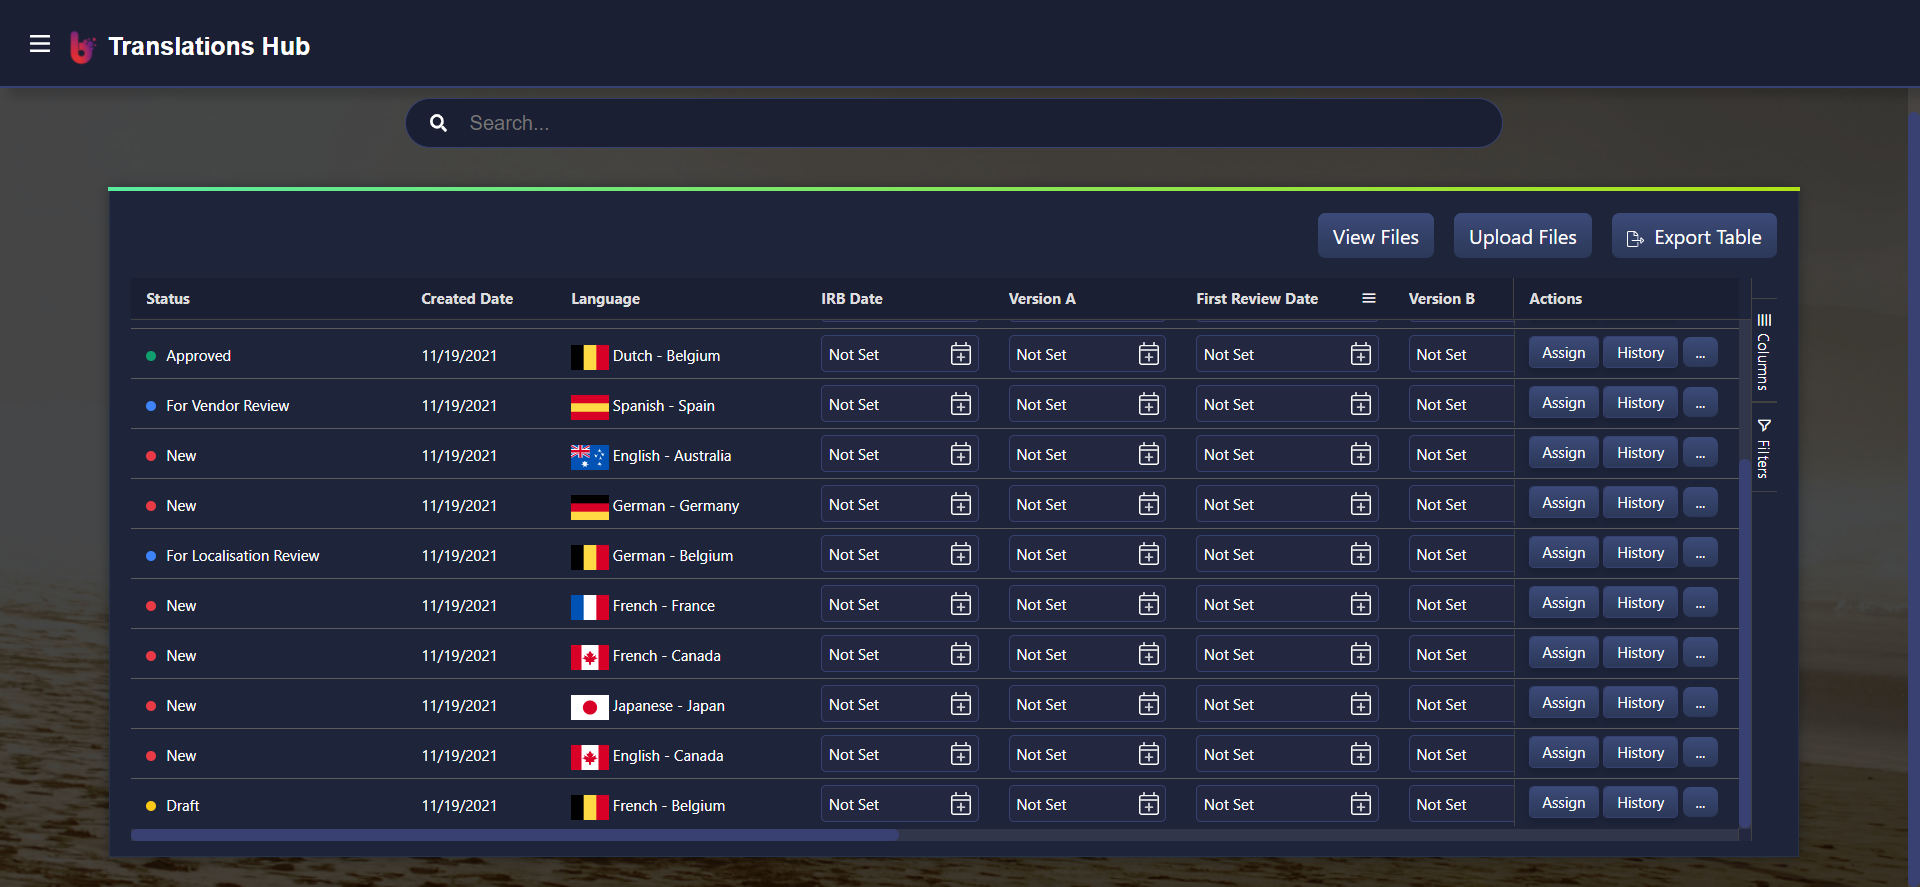 Translations Hub
Search...
View Files Upload Files Export Table
Status Created Date Language IRB Date Version A First Review Date Version B Actions
Approved 11/19/2021 Dutch - Belgium Not Set Not Set Not Set Not Set Assign History ...
For Vendor Review 11/19/2021 Spanish - Spain Not Set Not Set Not Set Not Set Assign History ...
New 11/19/2021 English - Australia Not Set Not Set Not Set Not Set Assign History ...
New 11/19/2021 German - Germany Not Set Not Set Not Set Not Set Assign History ...
For Localisation Review 11/19/2021 German - Belgium Not Set Not Set Not Set Not Set Assign History ...
New 11/19/2021 French - France Not Set Not Set Not Set Not Set Assign History ...
New 11/19/2021 French - Canada Not Set Not Set Not Set Not Set Assign History ...
New 11/19/2021 Japanese - Japan Not Set Not Set Not Set Not Set Assign History ...
New 11/19/2021 English - Canada Not Set Not Set Not Set Not Set Assign History ...
Draft 11/19/2021 French - Belgium Not Set Not Set Not Set Not Set Assign History ...
Columns
Filters